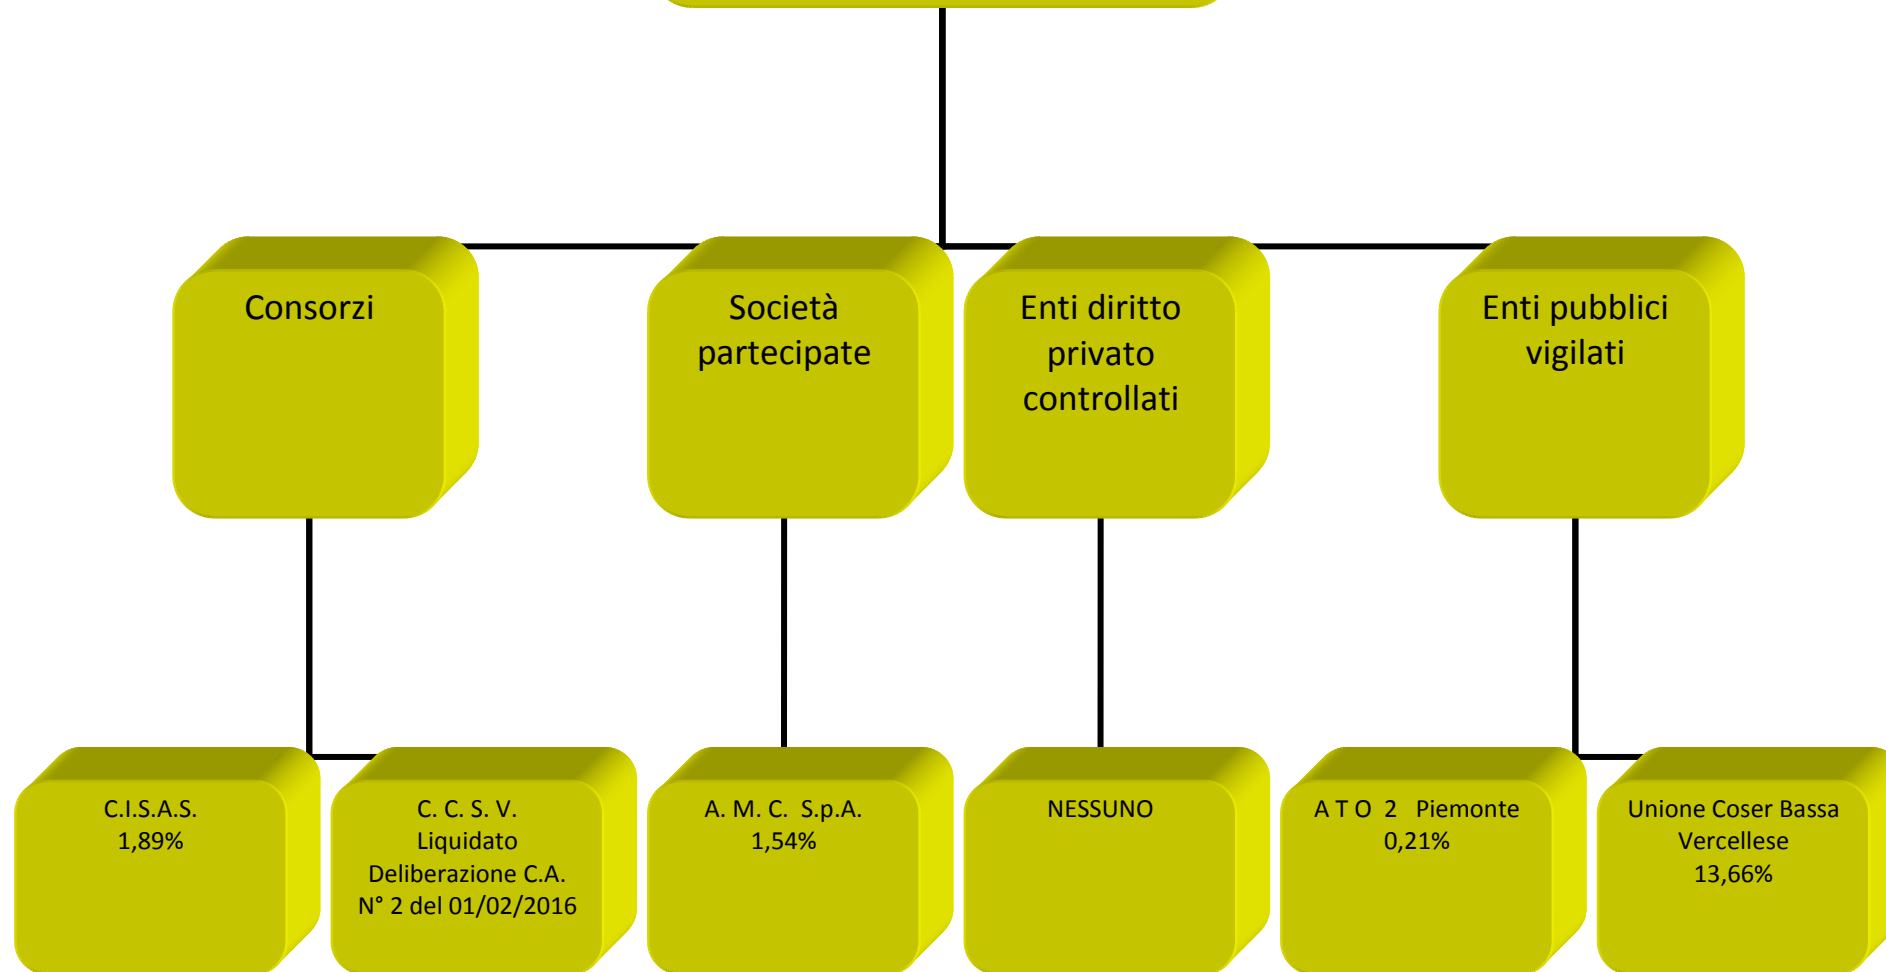 Consorzi
Società
partecipate
Enti diritto
privato
controllati
Enti pubblici
vigilati
C.I.S.A.S.
1,89%
C. C. S. V.
Liquidato
Deliberazione C.A.
N° 2 del 01/02/2016
A. M. C.  S.p.A.
1,54%
NESSUNO
A T O  2   Piemonte
0,21%
Unione Coser Bassa
Vercellese
13,66%